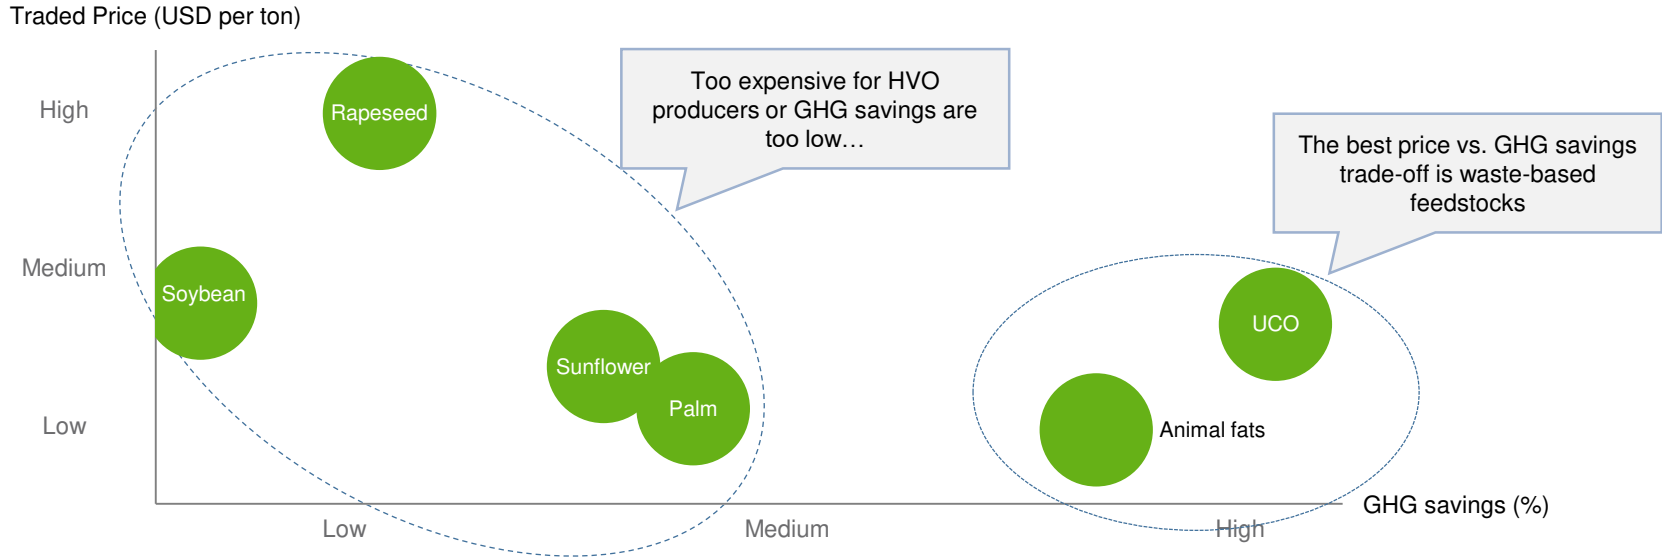 Traded Price (USD per ton)
High
Medium
Low
Rapeseed
Soybean
Sunflower
Palm
Too expensive for HVO
producers or GHG savings are
too low…
The best price vs. GHG savings
trade-off is waste-based
feedstocks
UCO
Animal fats
GHG savings (%)
Low
Medium
High